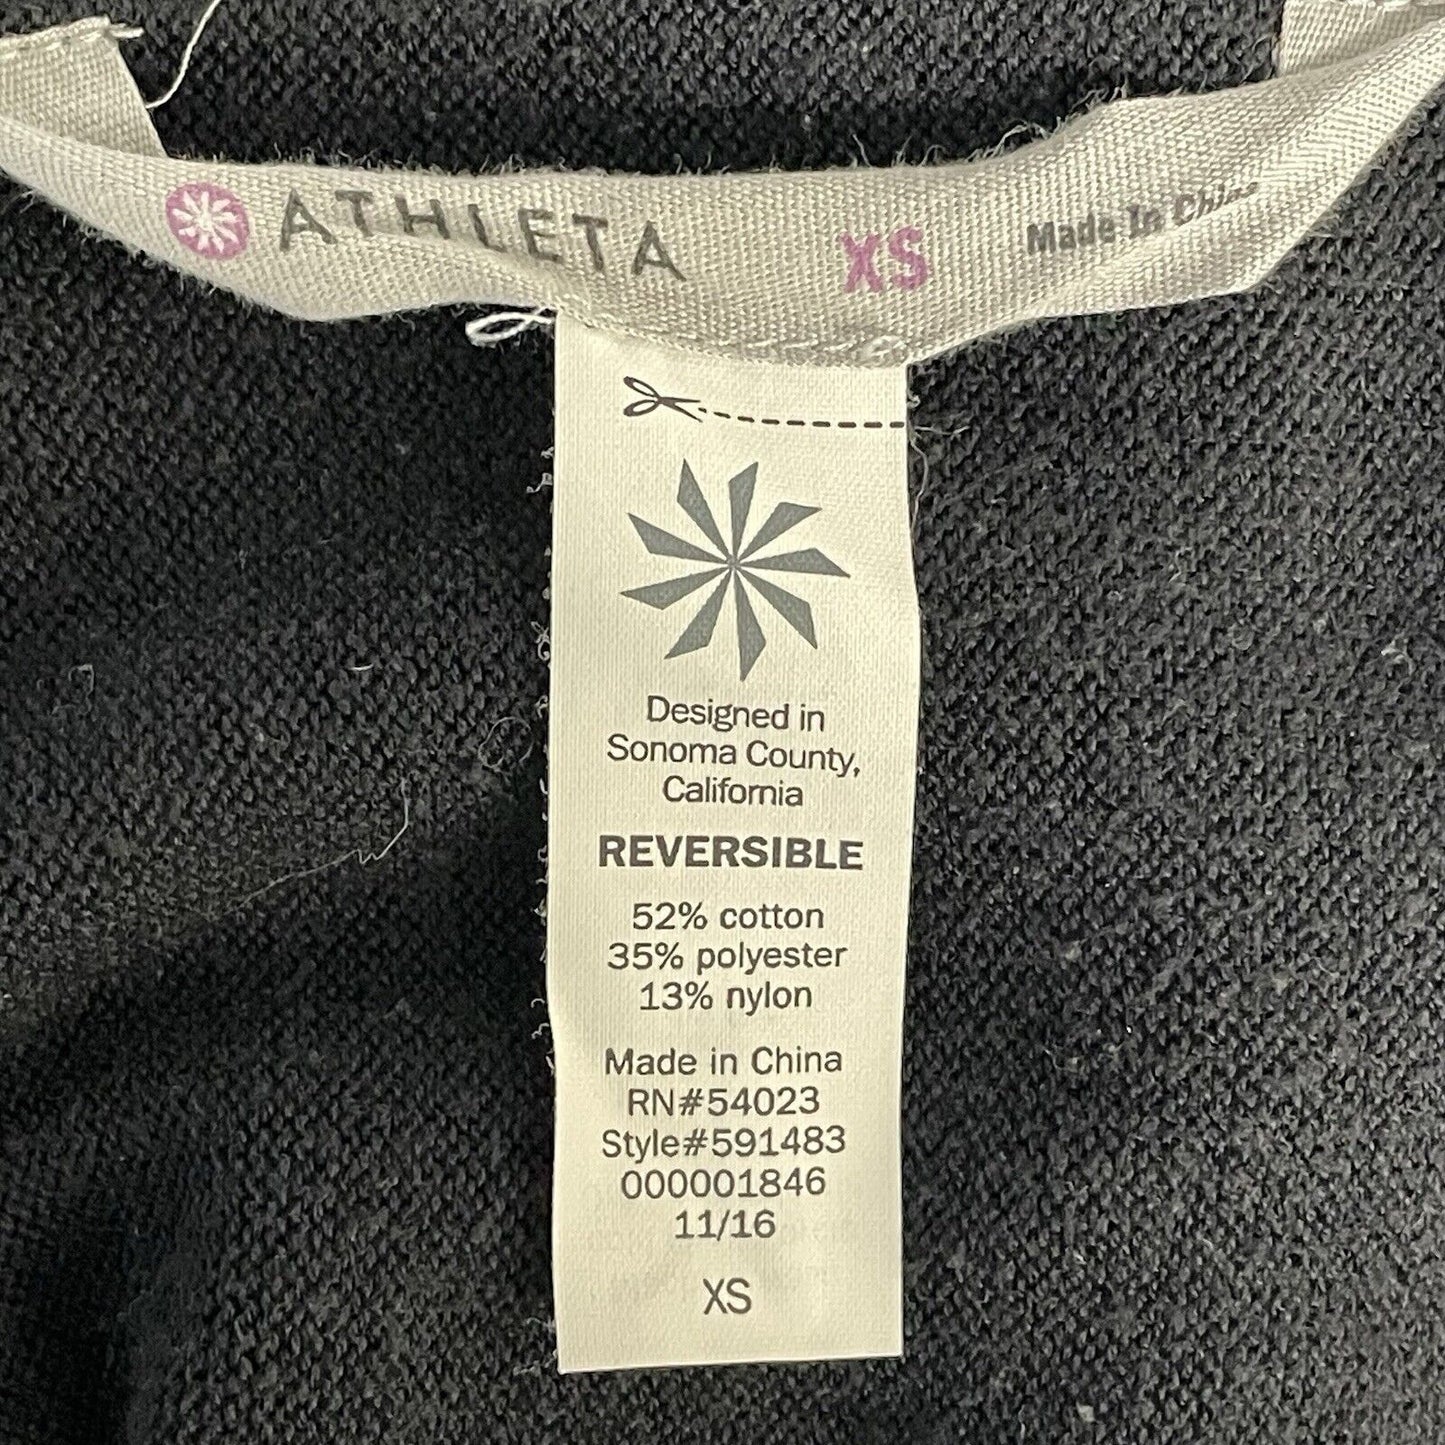 ATHLETA XS Made In China
Designed in
Sonoma County,
California
REVERSIBLE
52% cotton
35% polyester
13% nylon
Made in China
RN#54023
Style#591483
000001846
11/16
XS